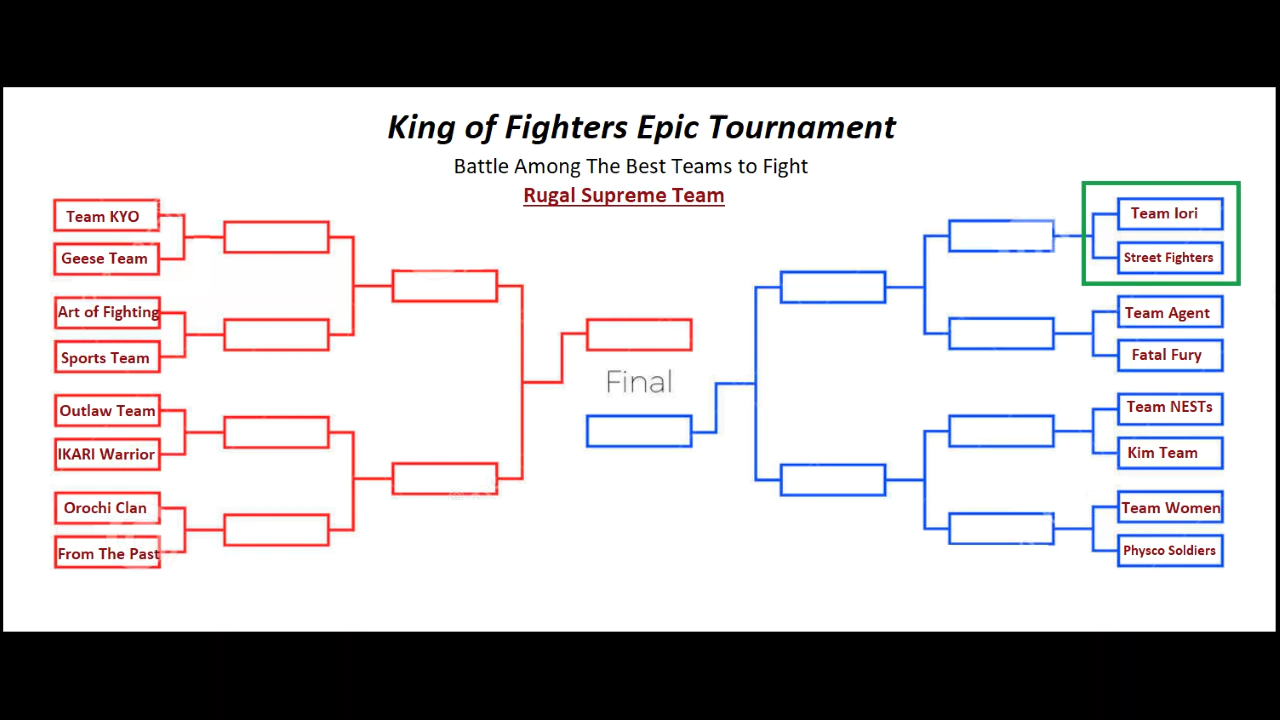 King of Fighters Epic Tournament
Battle Among The Best Teams to Fight
Rugal Supreme Team
Team KYO
Geese Team
Art of Fighting
Sports Team
Outlaw Team
IKARI Warrior
Orochi Clan
From The Past
Final
Team Iori
Street Fighters
Team Agent
Fatal Fury
Team NESTs
Kim Team
Team Women
Physco Soldiers